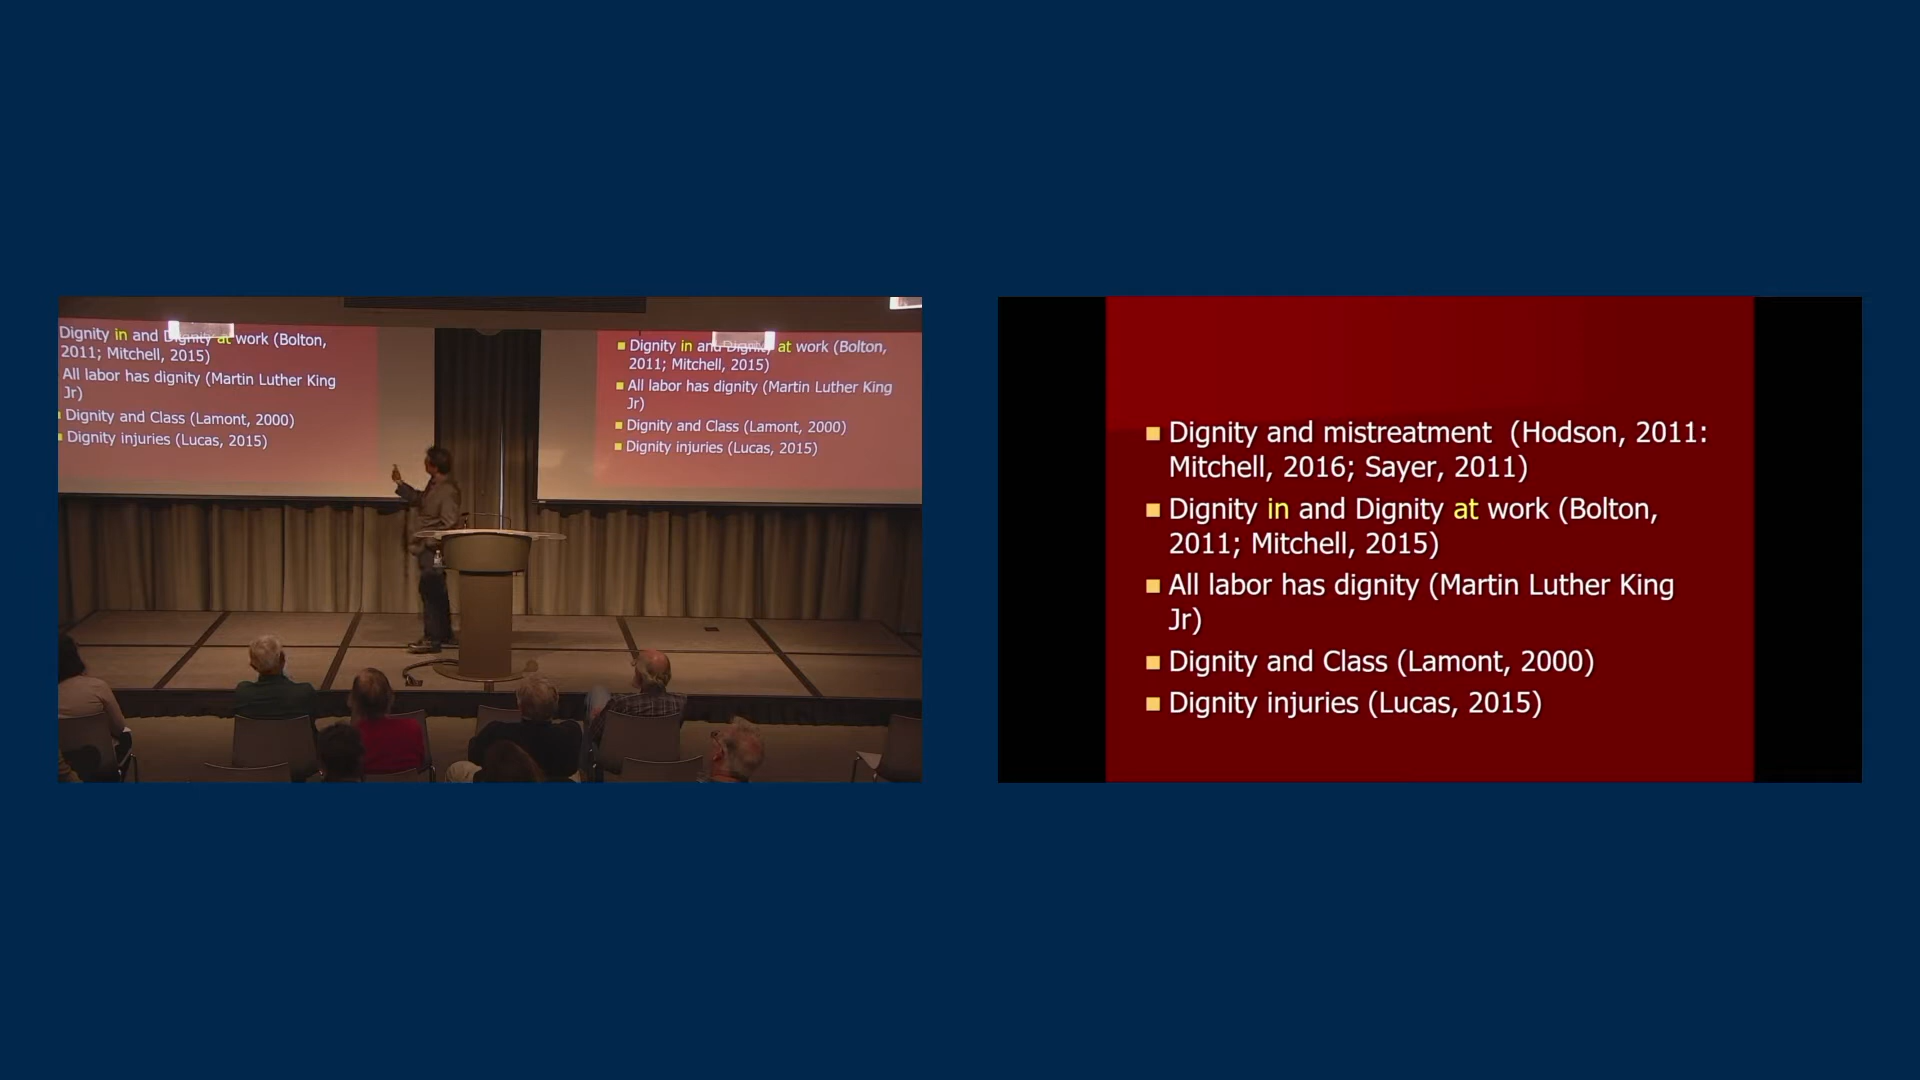 Dignity in and Dignity at work (Bolton,
2011; Mitchell, 2015)
All labor has dignity (Martin Luther King
Jr)
Dignity and Class (Lamont, 2000)
Dignity injuries (Lucas, 2015)
Dignity in and Dignity at work (Bolton,
2011; Mitchell, 2015)
All labor has dignity (Martin Luther King
Jr)
Dignity and Class (Lamont, 2000)
Dignity injuries (Lucas, 2015)
Dignity and mistreatment (Hodson, 2011:
Mitchell, 2016; Sayer, 2011)
Dignity in and Dignity at work (Bolton,
2011; Mitchell, 2015)
All labor has dignity (Martin Luther King
Jr)
Dignity and Class (Lamont, 2000)
Dignity injuries (Lucas, 2015)